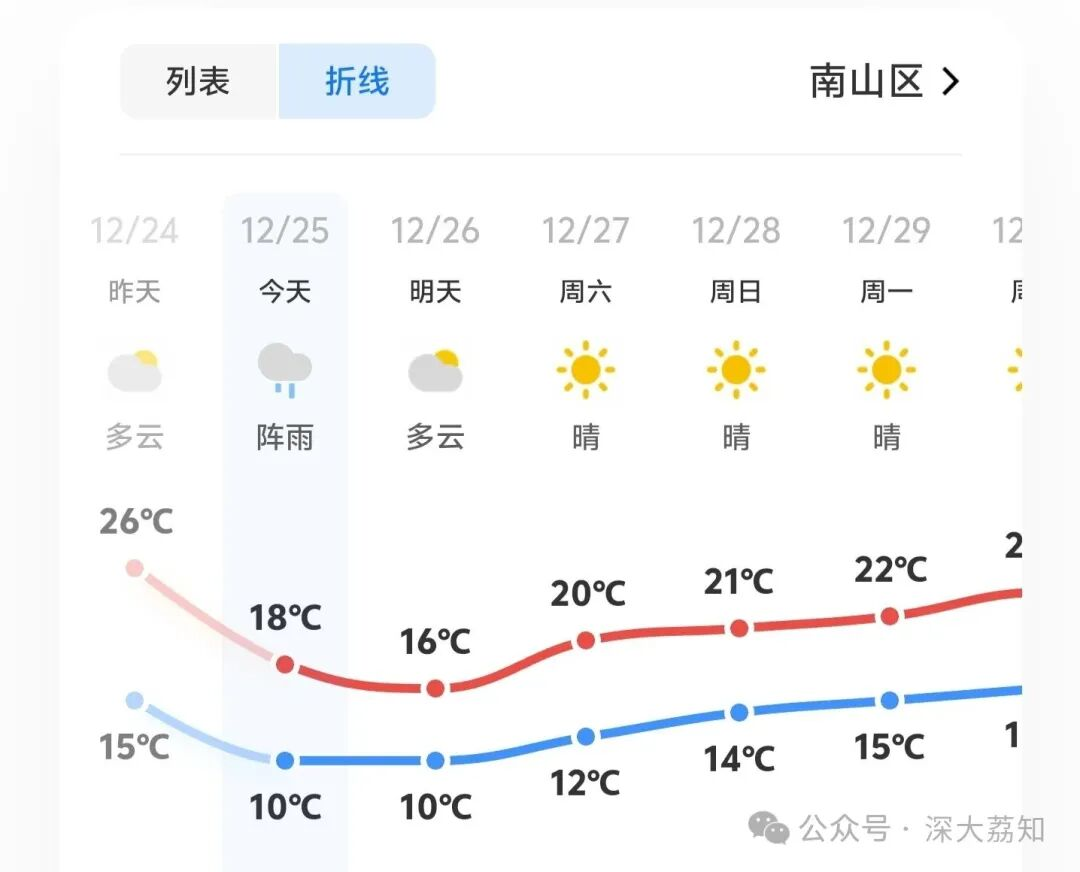 列表 折线 南山区
12/24 12/25 12/26 12/27 12/28 12/29 12
昨天 今天 明天 周六 周日 周一
多云 阵雨 多云 晴 晴 晴
26℃ 18℃ 16℃ 20℃ 21℃ 22℃ 2
15℃ 10℃ 10℃ 12℃ 14℃ 15℃ 1
公众号 · 深大荔知